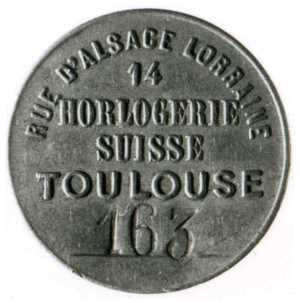 RUE D'ALSACE LORRAINE
14
HORLOGERIE
SUISSE
TOULOUSE
163